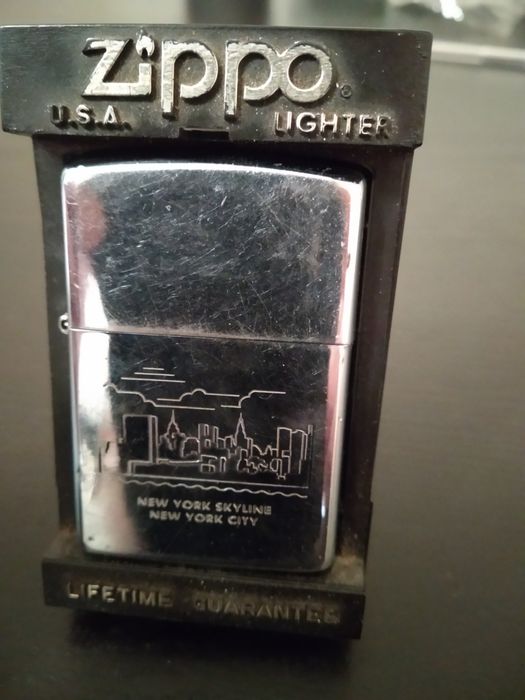 Zippo®
U.S.A. LIGHTER
NEW YORK SKYLINE
NEW YORK CITY
LIFETIME GUARANTEE